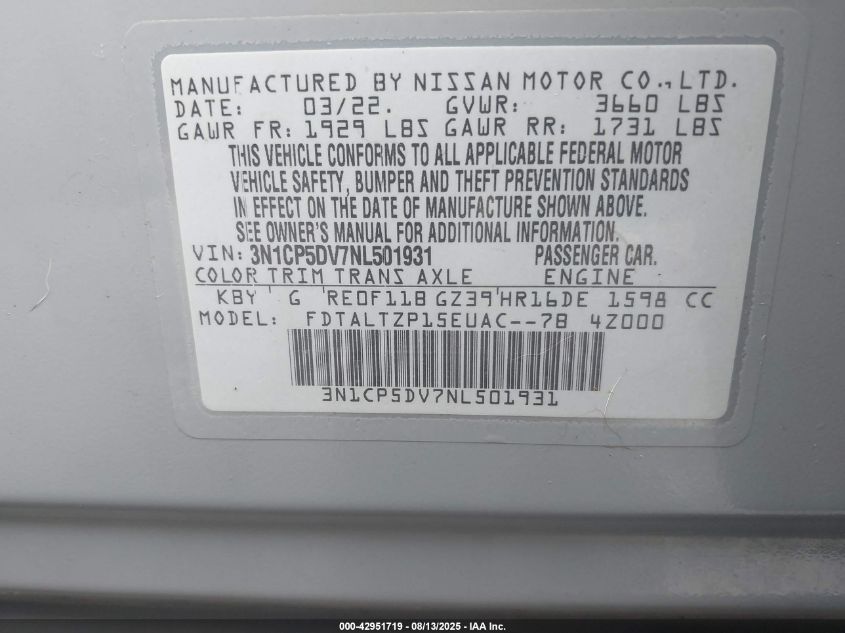 MANUFACTURED BY NISSAN MOTOR CO., LTD.
DATE: 03/22. GVWR: 3660 LBS
GAWR FR: 1929 LBS GAWR RR: 1731 LBS
THIS VEHICLE CONFORMS TO ALL APPLICABLE FEDERAL MOTOR
VEHICLE SAFETY, BUMPER AND THEFT PREVENTION STANDARDS
IN EFFECT ON THE DATE OF MANUFACTURE SHOWN ABOVE.
SEE OWNER'S MANUAL FOR ADDITIONAL INFORMATION.
VIN: 3N1CP5DV7NL501931 PASSENGER CAR.
COLOR TRIM TRANS AXLE ENGINE
KBY G RE0F11B GZ39 HR16DE 1598 CC
MODEL: FDTALTZP15EUAC--7B 4Z000
3N1CP5DV7NL501931
000-42951719 - 08/13/2025 - IAA Inc.